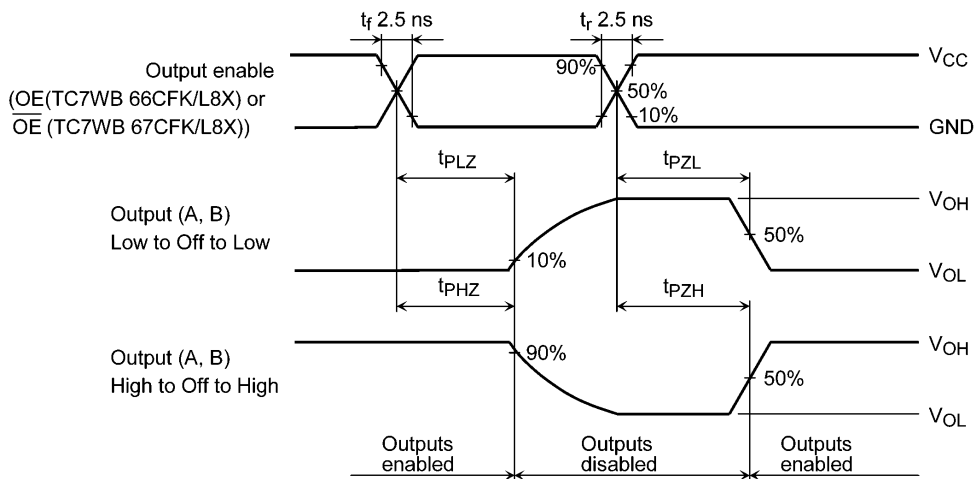 tf 2.5 ns
tr 2.5 ns
VCC
90%
Output enable
50%
(OE(TC7WB 66CFK/L8X) or
10%
OE (TC7WB 67CFK/L8X))
GND
tPLZ
tPZL
VOH
Output (A, B)
50%
Low to Off to Low
10%
VOL
tPHZ
tPZH
VOH
Output (A, B)
90%
50%
High to Off to High
VOL
Outputs
enabled
Outputs
disabled
Outputs
enabled